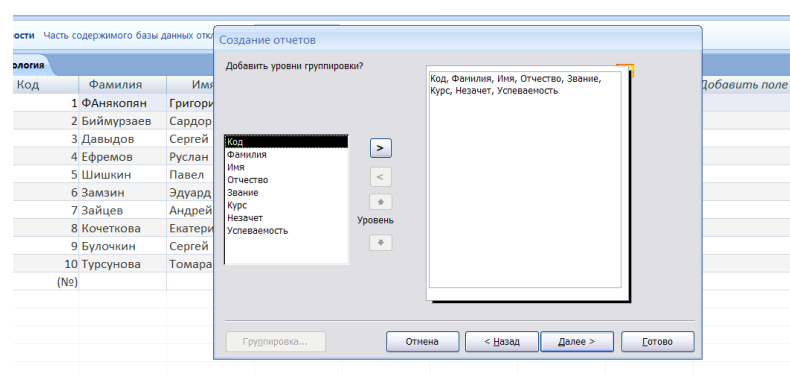 ости Часть содержимого базы данных откл
ология
Код Фамилия Имя Добавить поле
1 ФАнякопян Григори
2 Биймурзаев Сардор
3 Давыдов Сергей
4 Ефремов Руслан
5 Шишкин Павел
6 Замзин Эдуард
7 Зайцев Андрей
8 Кочеткова Екатери
9 Булочкин Сергей
10 Турсунова Томара
(№)
Создание отчетов
Добавить уровни группировки?
Код
Фамилия
Имя
Отчество
Звание
Курс
Незачет
Успеваемость
>
<
Уровень
Код, Фамилия, Имя, Отчество, Звание,
Курс, Незачет, Успеваемость
Группировка... Отмена < Назад Далее > Готово